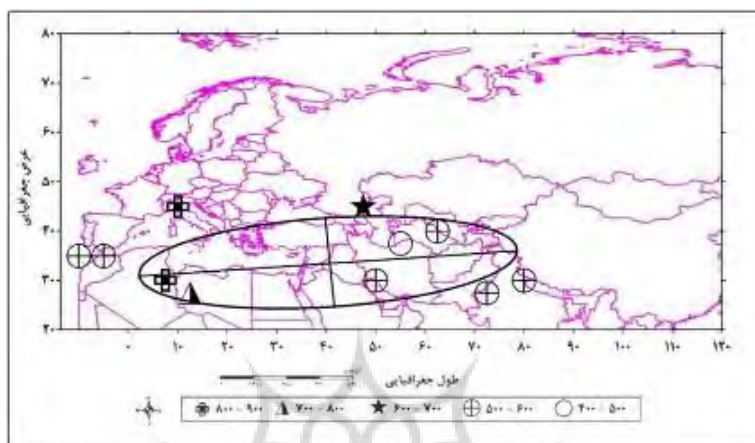 ۸۰
۷۰
۶۰
۵۰
۴۰
۳۰
۲۰
عرض جغرافیایی
۰ ۱۰ ۲۰ ۳۰ ۴۰ ۵۰ ۶۰ ۷۰ ۸۰ ۹۰ ۱۰۰ ۱۱۰ ۱۲۰
طول جغرافیایی
۸۰۰ - ۹۰۰ ۷۰۰ - ۸۰۰ ۶۰۰ - ۷۰۰ ۵۰۰ - ۶۰۰ ۴۰۰ - ۵۰۰